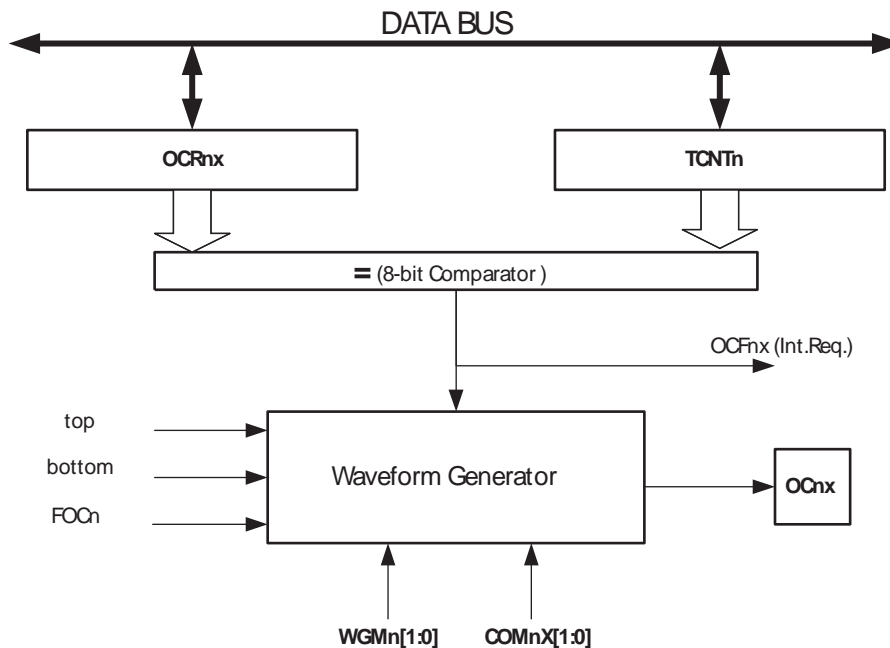 DATA BUS
OCRnx
TCNTn
= (8-bit Comparator )
OCFnx (Int.Req.)
top
bottom
FOCn
Waveform Generator
OCnx
WGMn[1:0]
COMnX[1:0]